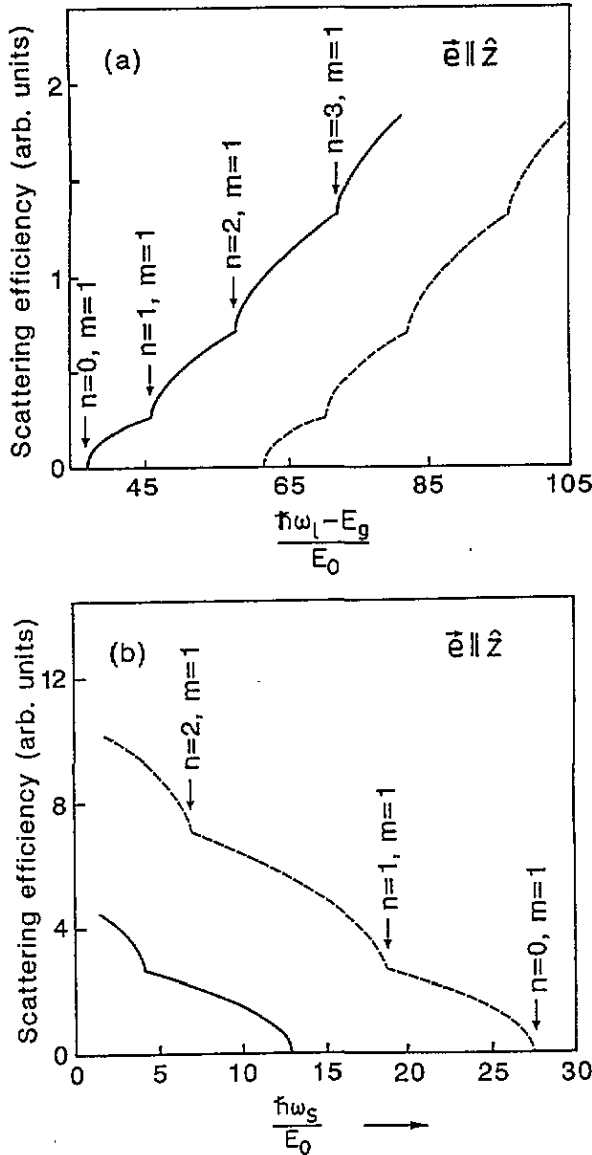 (a)
e⃗ ∥ ẑ
Scattering efficiency (arb. units)
2
1
0
n=0, m=1
n=1, m=1
n=2, m=1
n=3, m=1
45 65 85 105
ħω_l − E_g
E_0
(b)
e⃗ ∥ ẑ
Scattering efficiency (arb. units)
12
8
4
0
n=2, m=1
n=1, m=1
n=0, m=1
0 5 10 15 20 25 30
ħω_s
E_0